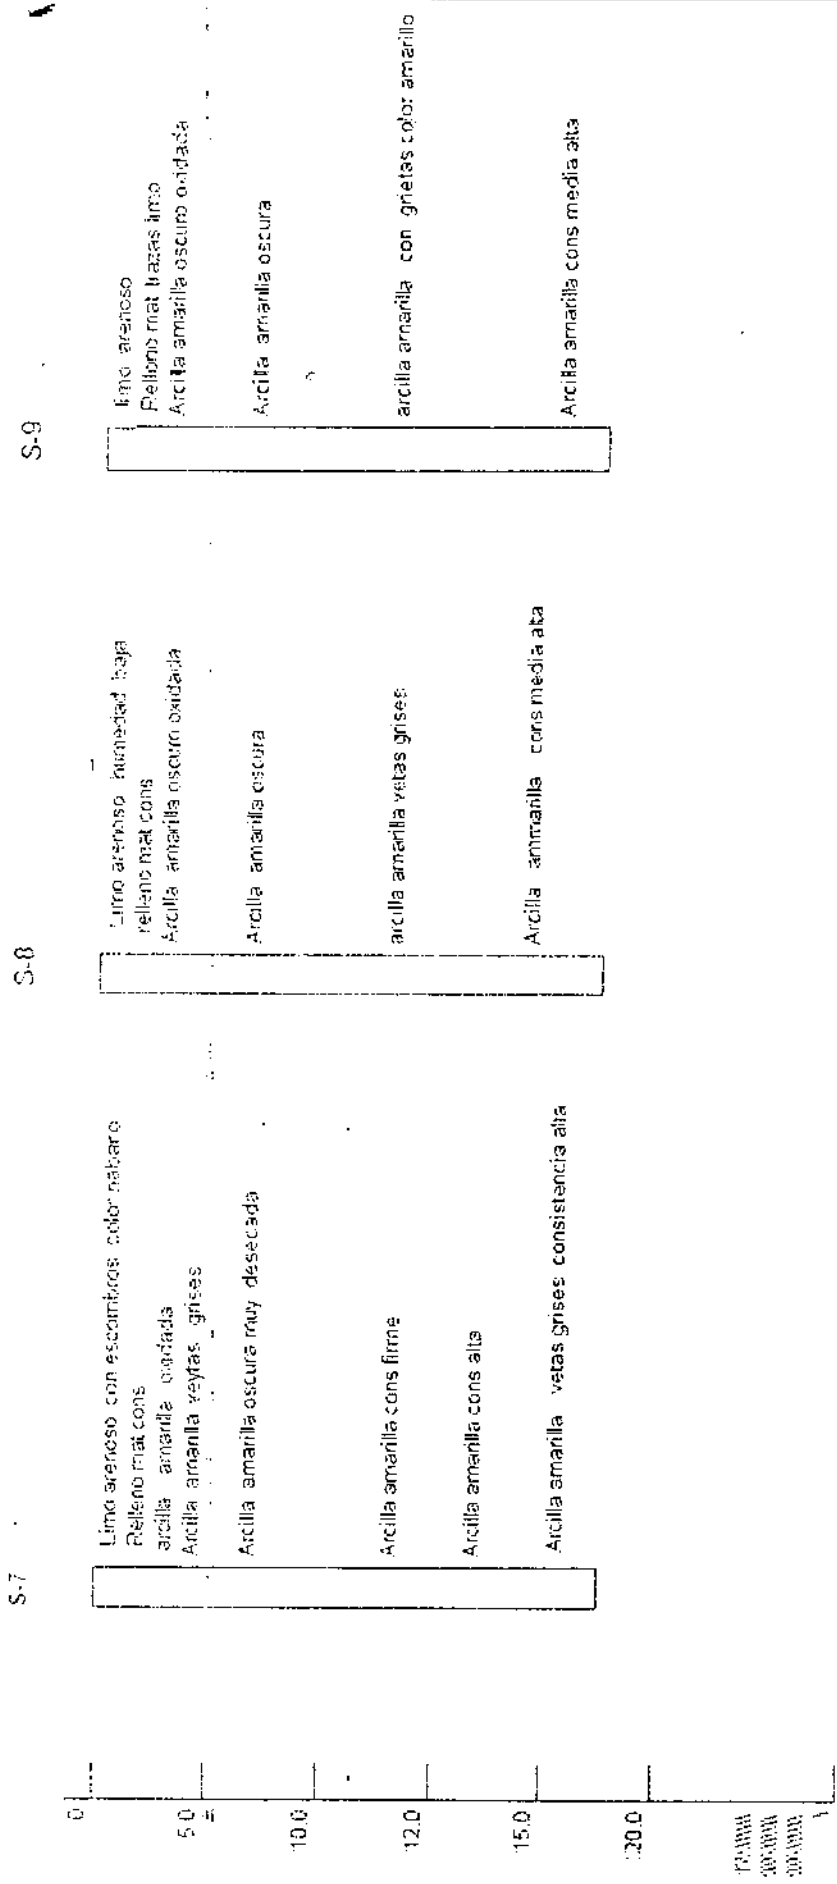 S-7
Limo arenoso con escombros color habano
Relleno mat cons
arcilla amarilla oxidada
Arcilla amarilla veytas grises
Arcilla amarilla oscura muy desecada
Arcilla amarilla cons firme
Arcilla amarilla cons alta
Arcilla amarilla vetas grises consistencia alta
S-8
Limo arenoso humedad baja
relleno mat cons
Arcilla amarilla oscuro oxidada
Arcilla amarilla oscura
arcilla amarilla vetas grises
Arcilla ammarilla cons media alta
S-9
limo arenoso
Relleno mat trazas limo
Arcilla amarilla oscuro oxidada
Arcilla amarilla oscura
arcilla amarilla con grietas color amarillo
Arcilla amarilla cons media alta
0
5.0
10.0
12.0
15.0
20.0